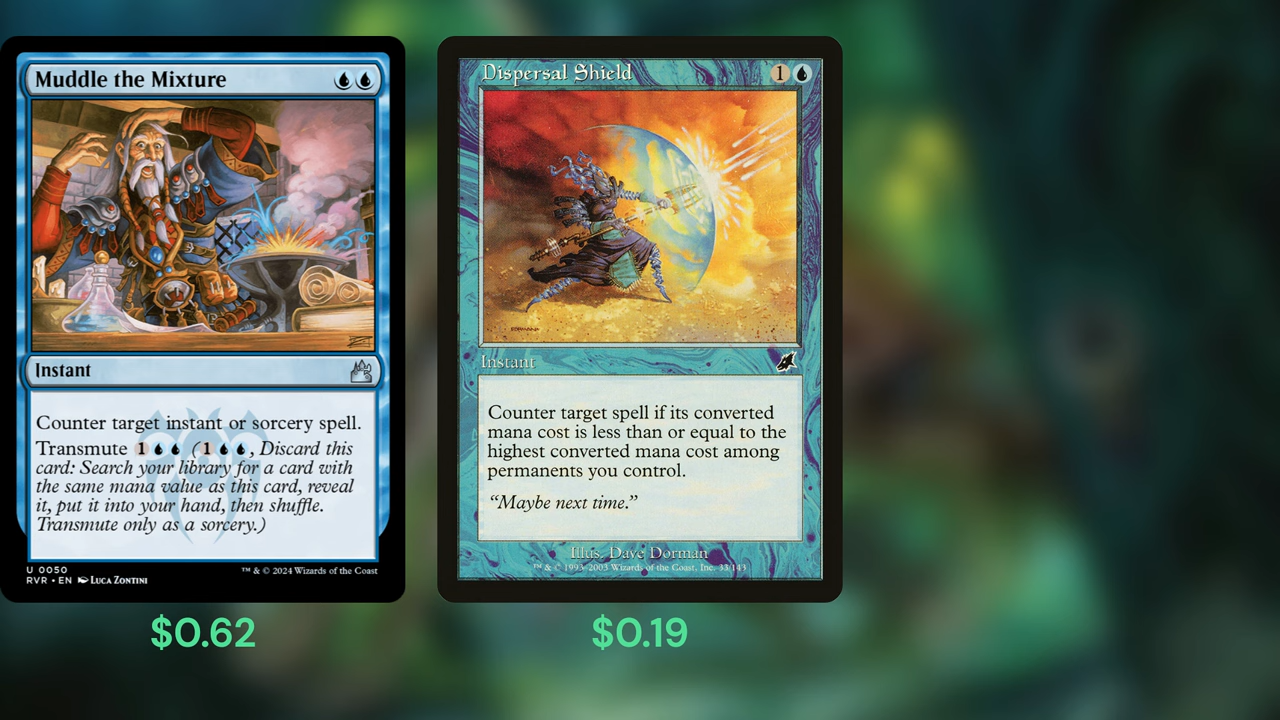 Muddle the Mixture
Instant
Counter target instant or sorcery spell.
Transmute 1 (1 , Discard this
card: Search your library for a card with
the same mana value as this card, reveal
it, put it into your hand, then shuffle.
Transmute only as a sorcery.)
U 0050
RVR • EN Luca Zontini
™ & © 2024 Wizards of the Coast
$0.62
Dispersal Shield
1
Instant
Counter target spell if its converted
mana cost is less than or equal to the
highest converted mana cost among
permanents you control.
“Maybe next time.”
Illus. Dave Dorman
™ & © 1993-2003 Wizards of the Coast, Inc. 33/143
$0.19